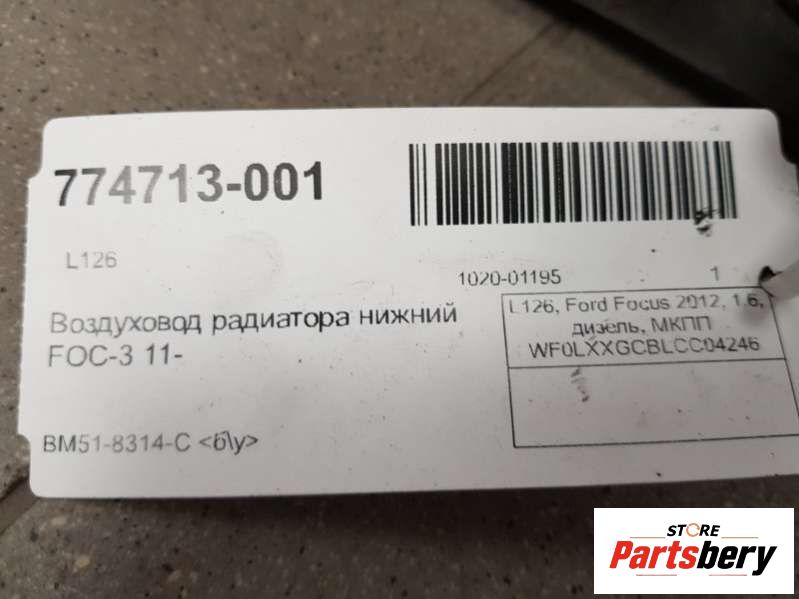 774713-001
L126
1020-01195 1
Воздуховод радиатора нижний
FOC-3 11-
L126, Ford Focus 2012, 1.6,
дизель, МКПП
WF0LXXGCBLCC04246
BM51-8314-C <б\у>
STORE
Partsbery